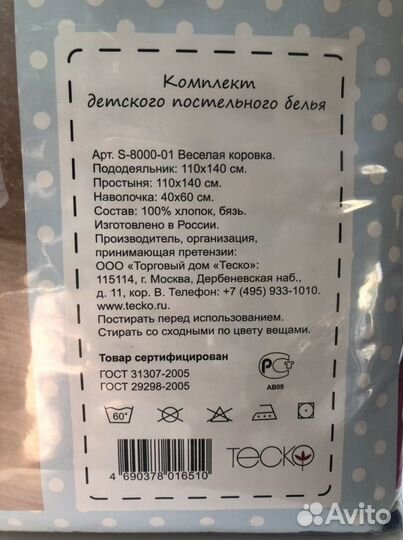 Комплект
детского постельного белья
Арт. S-8000-01 Веселая коровка.
Пододеяльник: 110х140 см.
Простыня: 110х140 см.
Наволочка: 40х60 см.
Состав: 100% хлопок, бязь.
Изготовлено в России.
Производитель, организация,
принимающая претензии:
ООО «Торговый дом «Теско»:
115114, г. Москва, Дербеневская наб.,
д. 11, кор. В. Телефон: +7 (495) 933-1010.
www.tecko.ru.
Постирать перед использованием.
Стирать со сходными по цвету вещами.
Товар сертифицирован
ГОСТ 31307-2005
ГОСТ 29298-2005
РСТ
АВ09
60°
4 690378 016510
теско
Avito